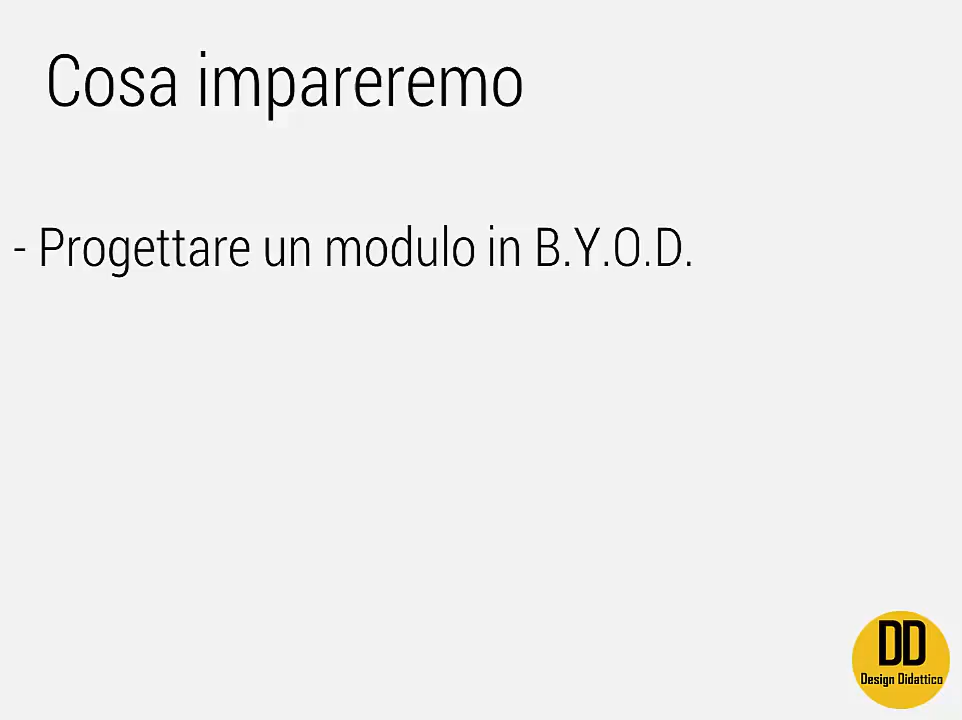 Cosa impareremo
- Progettare un modulo in B.Y.O.D.
DD
Design Didattico